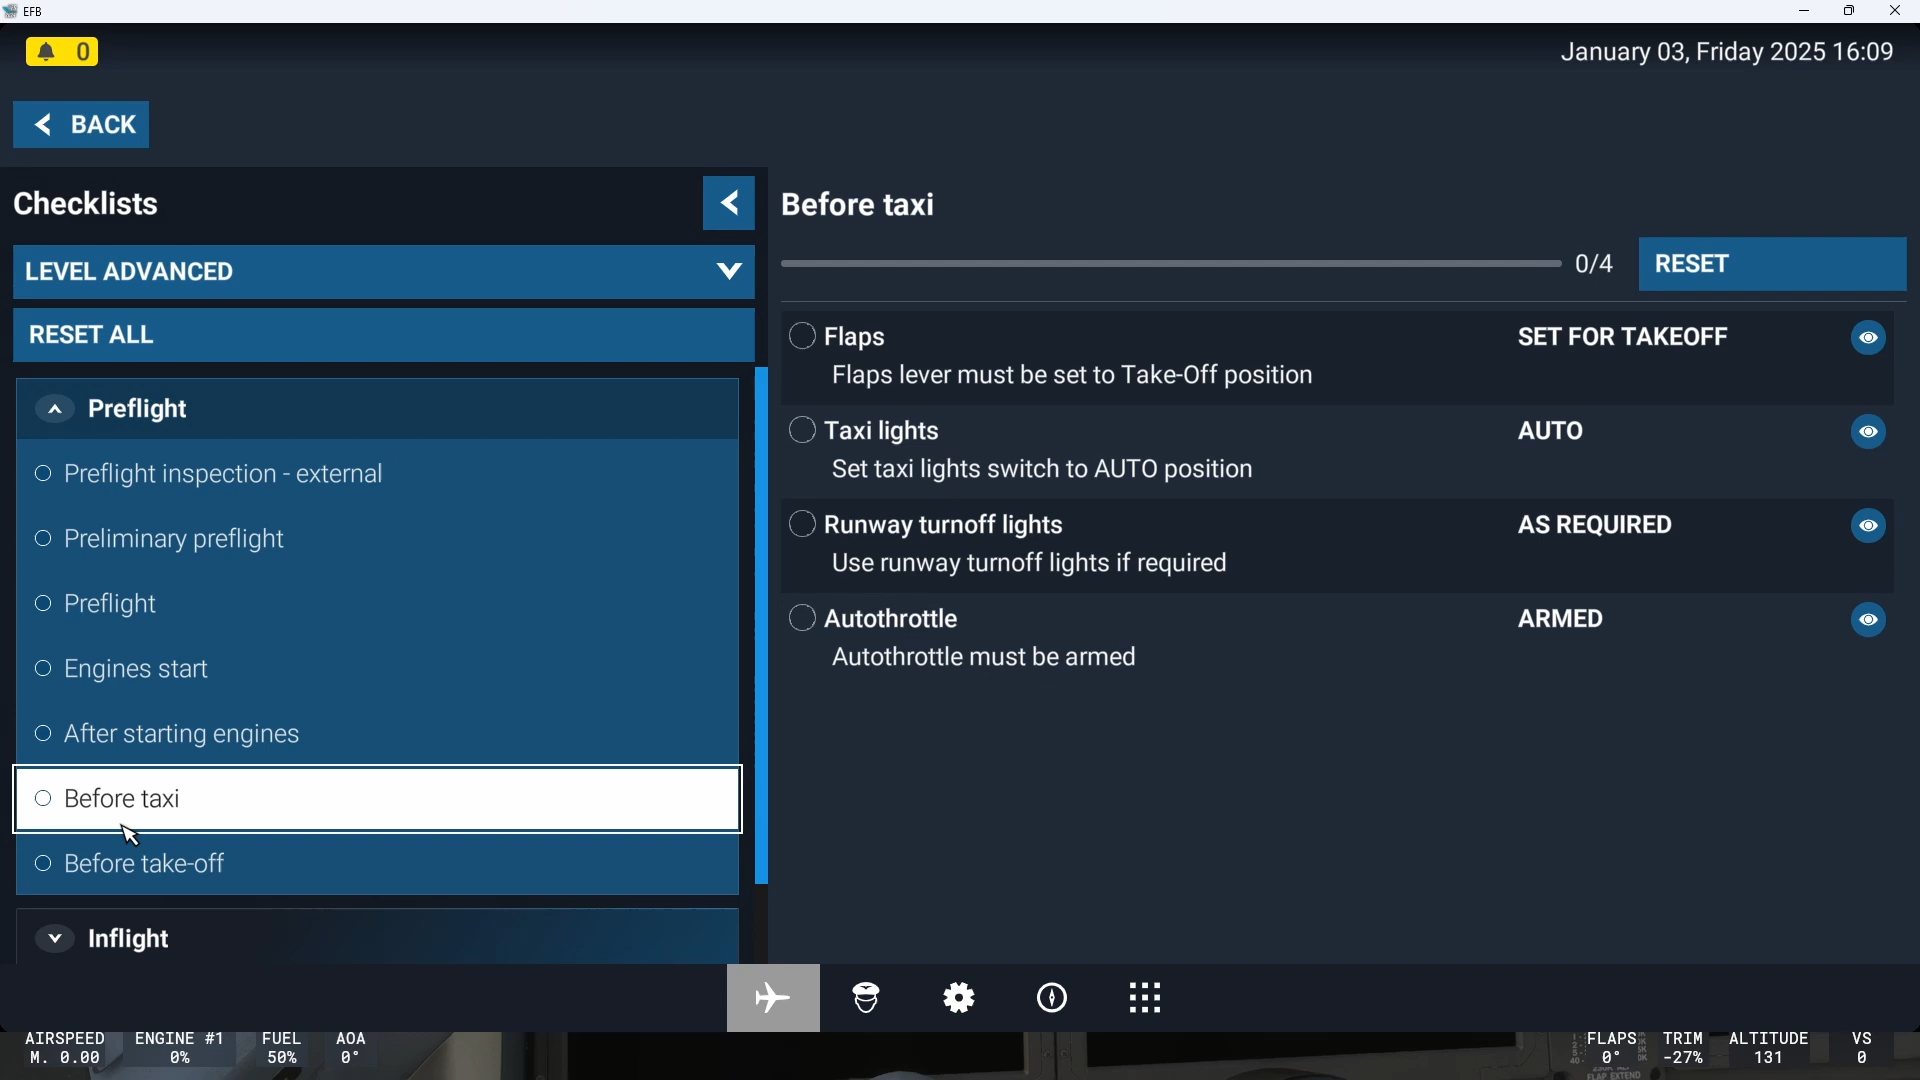 EFB
0
January 03, Friday 2025 16:09
BACK
Checklists
LEVEL ADVANCED
RESET ALL
Preflight
Preflight inspection - external
Preliminary preflight
Preflight
Engines start
After starting engines
Before taxi
Before take-off
Inflight
Before taxi
0/4
RESET
Flaps SET FOR TAKEOFF
Flaps lever must be set to Take-Off position
Taxi lights AUTO
Set taxi lights switch to AUTO position
Runway turnoff lights AS REQUIRED
Use runway turnoff lights if required
Autothrottle ARMED
Autothrottle must be armed
AIRSPEED ENGINE #1 FUEL AOA
M. 0.00 0% 50% 0°
FLAPS TRIM ALTITUDE VS
0° -27% 131 0
FLAP EXTEND